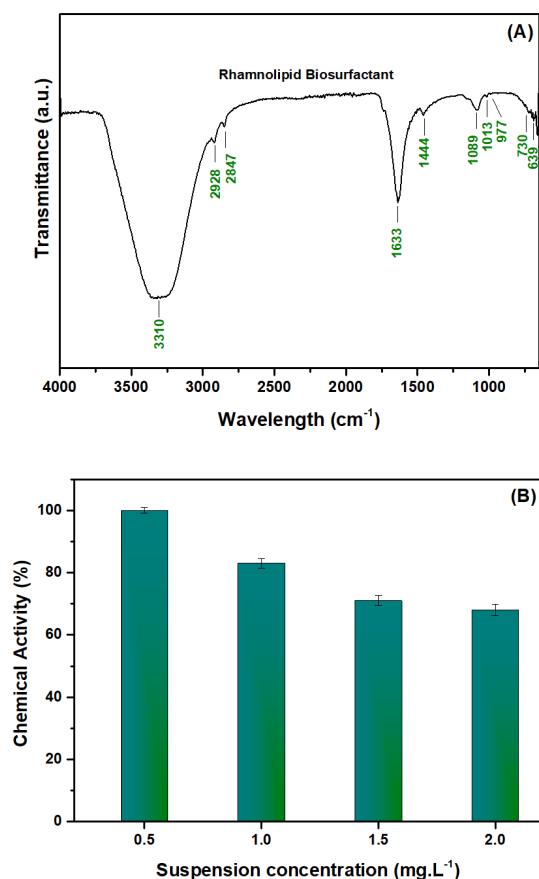 (A)
Rhamnolipid Biosurfactant
Transmittance (a.u.)
2928
2847
3310
1633
1444
1089
1013
977
730
639
4000 3500 3000 2500 2000 1500 1000
Wavelength (cm⁻¹)
(B)
Chemical Activity (%)
100
80
60
40
20
0
0.5 1.0 1.5 2.0
Suspension concentration (mg.L⁻¹)